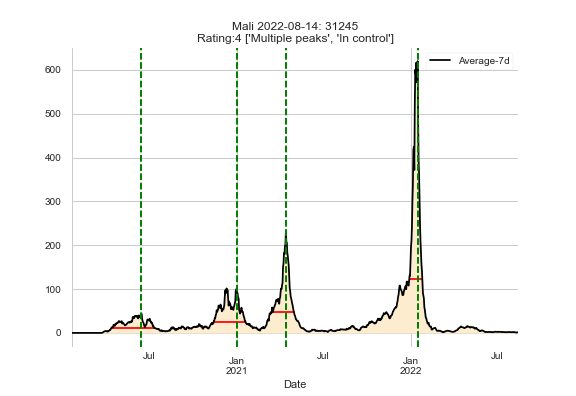 Mali 2022-08-14: 31245
Rating:4 ['Multiple peaks', 'In control']
Average-7d
600
500
400
300
200
100
0
Jul
Jan
2021
Jul
Jan
2022
Jul
Date